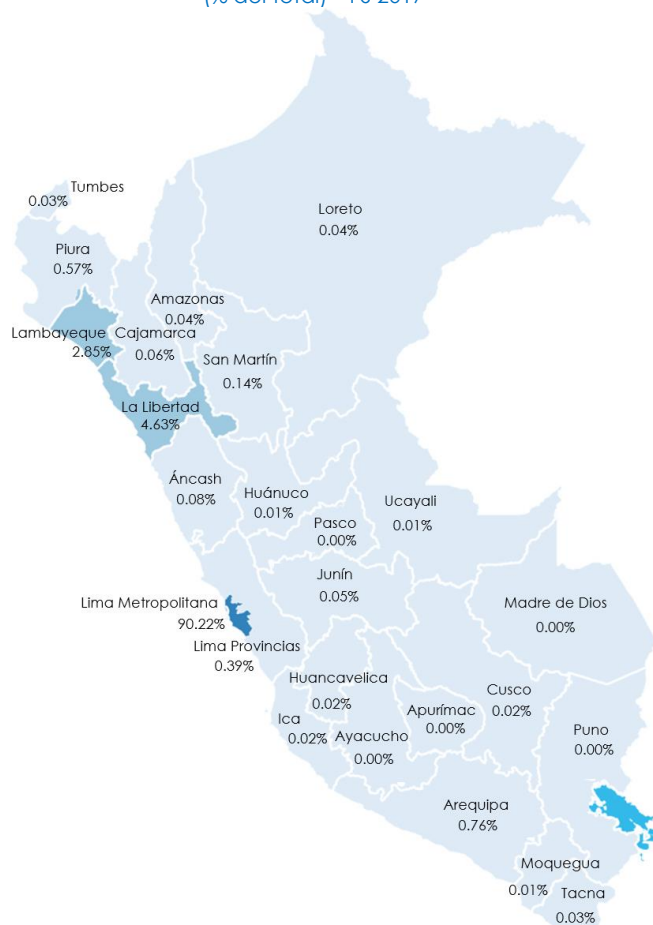 (% del total) - PS 2017
Tumbes
0.03%
Loreto
0.04%
Piura
0.57%
Amazonas
0.04%
Lambayeque
2.85%
Cajamarca
0.06%
San Martín
0.14%
La Libertad
4.63%
Áncash
0.08%
Huánuco
0.01%
Ucayali
0.01%
Pasco
0.00%
Junín
0.05%
Lima Metropolitana
90.22%
Madre de Dios
0.00%
Lima Provincias
0.39%
Huancavelica
0.02%
Cusco
0.02%
Apurímac
0.00%
Ica
0.02%
Ayacucho
0.00%
Puno
0.00%
Arequipa
0.76%
Moquegua
0.01%
Tacna
0.03%